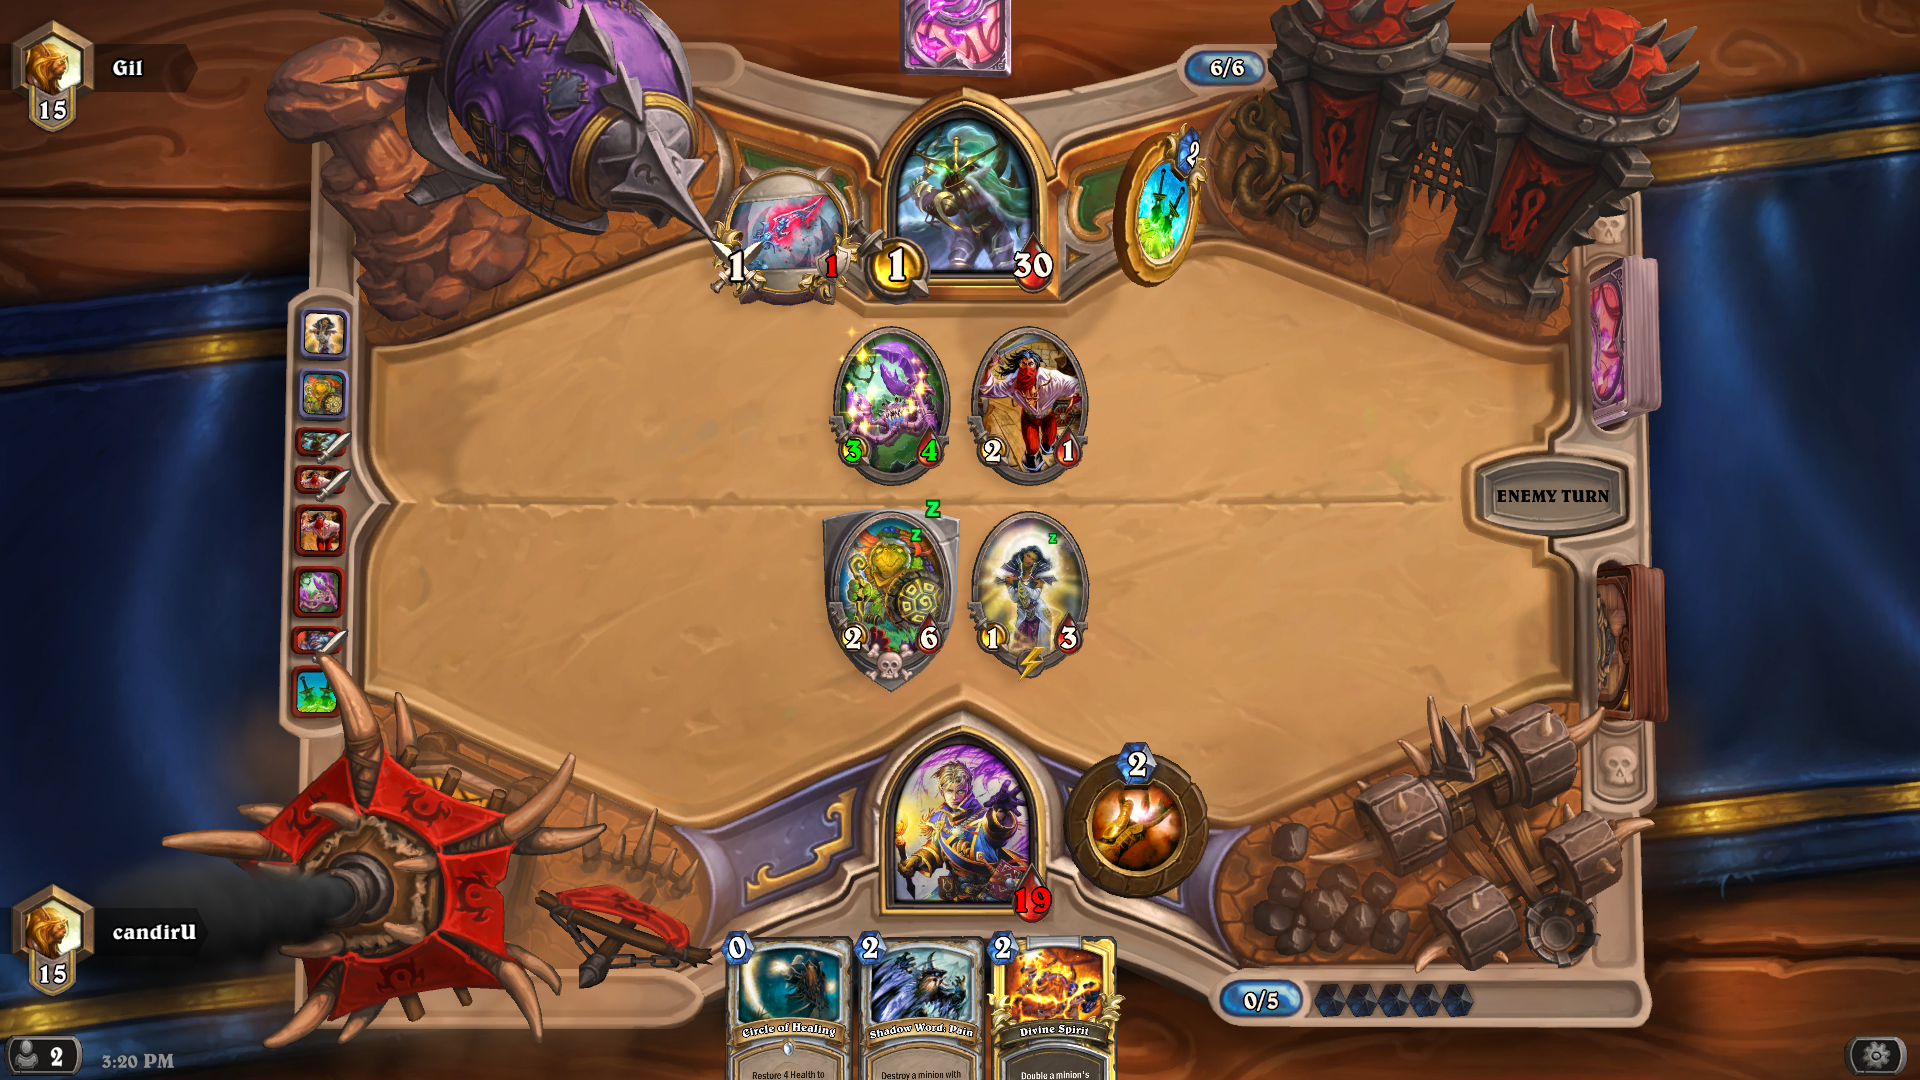 Gil
15
6/6
2
1
1
1
30
3
4
2
1
ENEMY TURN
z
z
z
2
6
1
3
2
19
candirU
15
0
2
2
0/5
Circle of Healing
Shadow Word: Pain
Divine Spirit
Restore 4 Health to
Destroy a minion with
Double a minion's
2
3:20 PM